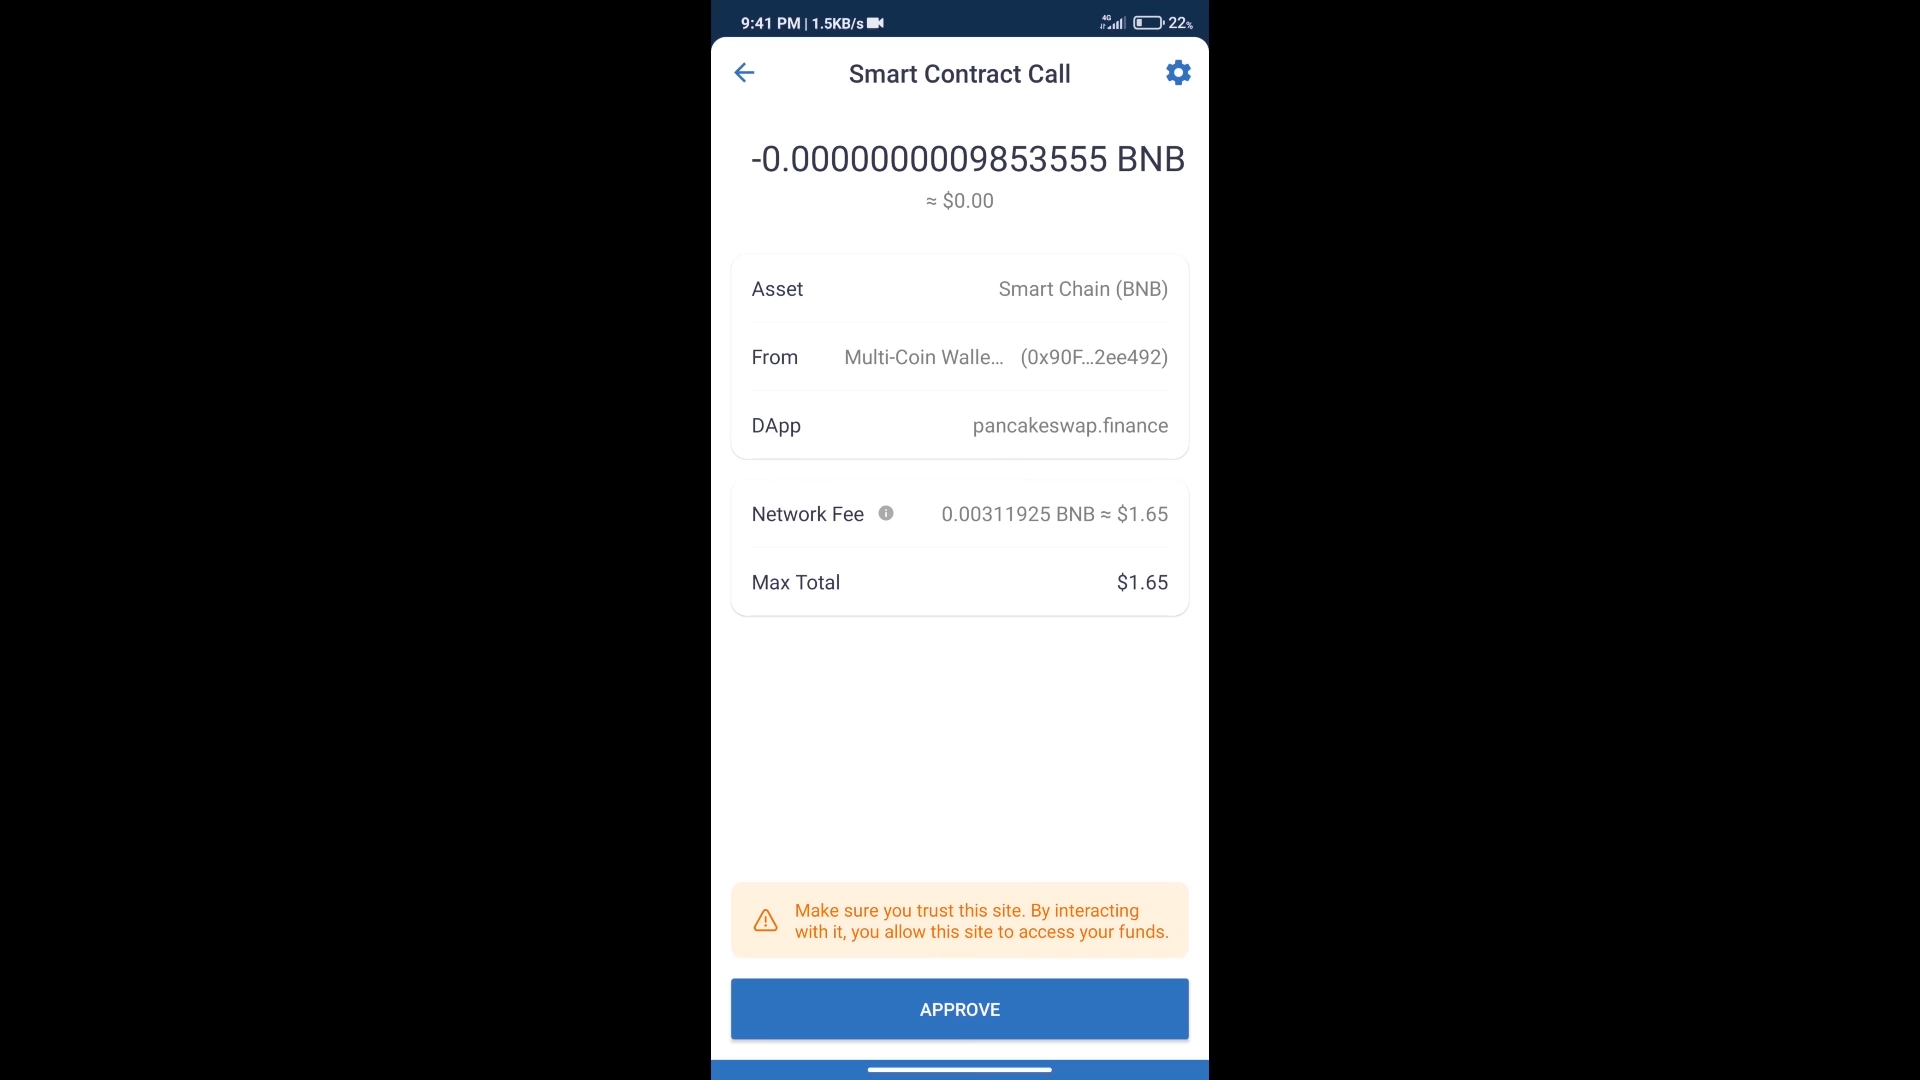 9:41 PM | 1.5KB/s 4G 22%
Smart Contract Call
-0.0000000009853555 BNB
≈ $0.00
Asset Smart Chain (BNB)
From Multi-Coin Walle... (0x90F...2ee492)
DApp pancakeswap.finance
Network Fee 0.00311925 BNB ≈ $1.65
Max Total $1.65
Make sure you trust this site. By interacting
with it, you allow this site to access your funds.
APPROVE